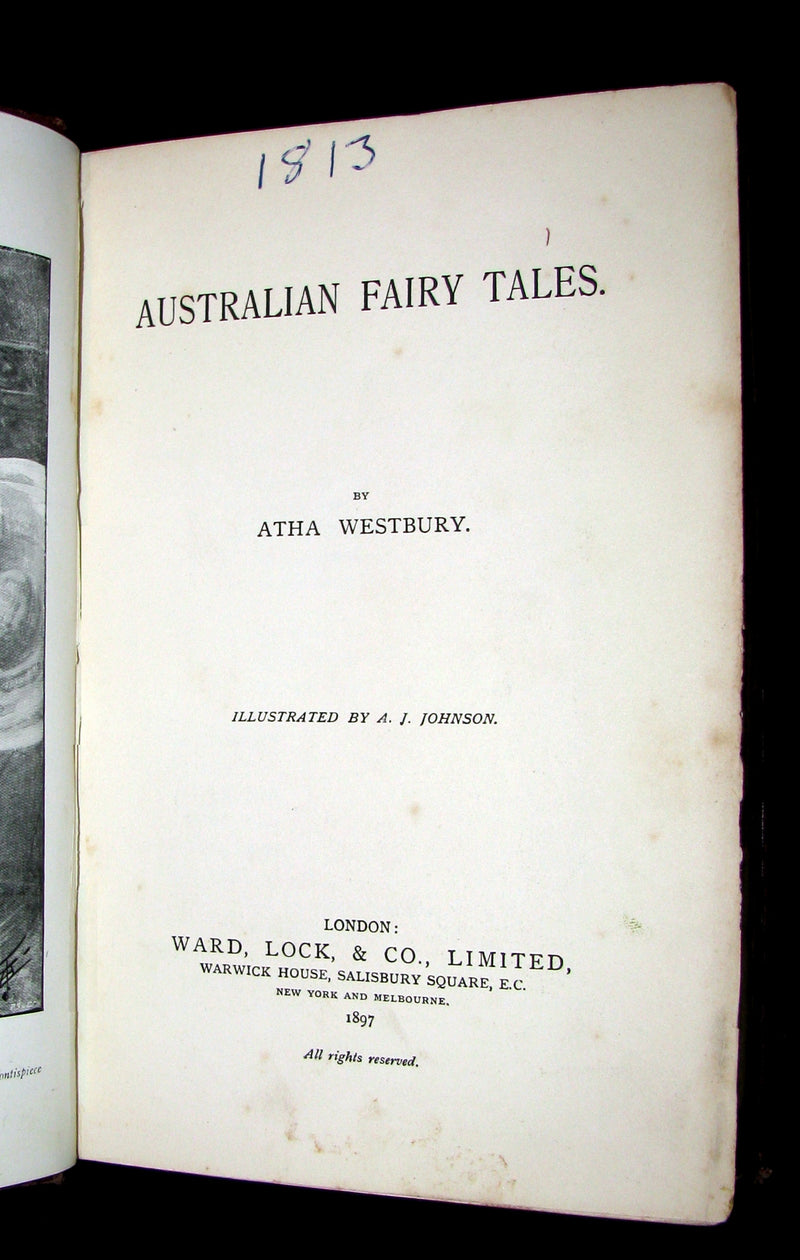 1813
AUSTRALIAN FAIRY TALES.
BY
ATHA WESTBURY.
ILLUSTRATED BY A. J. JOHNSON.
LONDON:
WARD, LOCK, & CO., LIMITED,
WARWICK HOUSE, SALISBURY SQUARE, E.C.
NEW YORK AND MELBOURNE.
1897
All rights reserved.